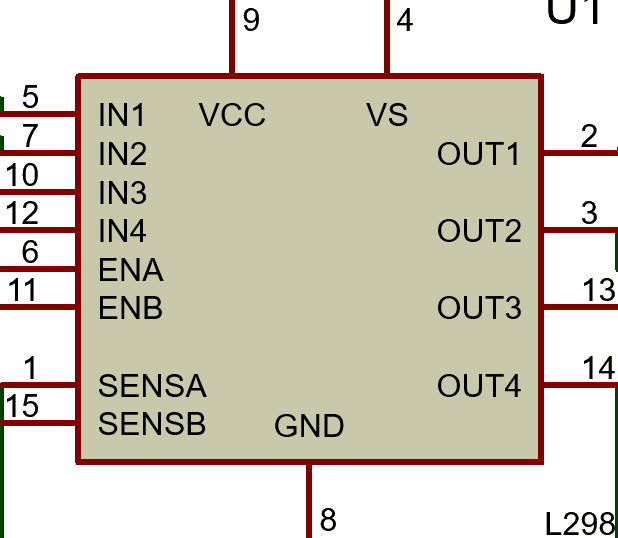 9
4
U1
5
IN1
VCC
VS
7
IN2
OUT1
2
10
IN3
12
IN4
OUT2
3
6
ENA
11
ENB
OUT3
13
1
SENSA
OUT4
14
15
SENSB
GND
8
L298